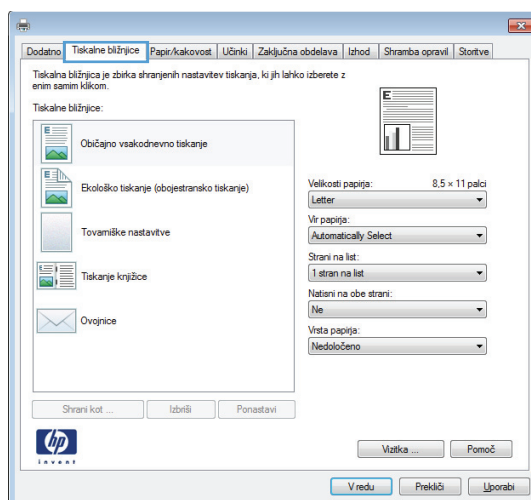 Dodatno Tiskalne bližnjice Papir/kakovost Učinki Zaključna obdelava Izhod Shramba opravil Storitve
Tiskalna bližnjica je zbirka shranjenih nastavitev tiskanja, ki jih lahko izberete z
enim samim klikom.
Tiskalne bližnjice:
Običajno vsakodnevno tiskanje
Ekološko tiskanje (obojestransko tiskanje)
Tovarniške nastavitve
Tiskanje knjižice
Ovojnice
E
E
E
E
Velikosti papirja: 8,5 × 11 palci
Letter
Vir papirja:
Automatically Select
Strani na list:
1 stran na list
Natisni na obe strani:
Ne
Vrsta papirja:
Nedoločeno
Shrani kot ... Izbriši Ponastavi
hp
invent
Vizitka ... Pomoč
V redu Prekliči Uporabi